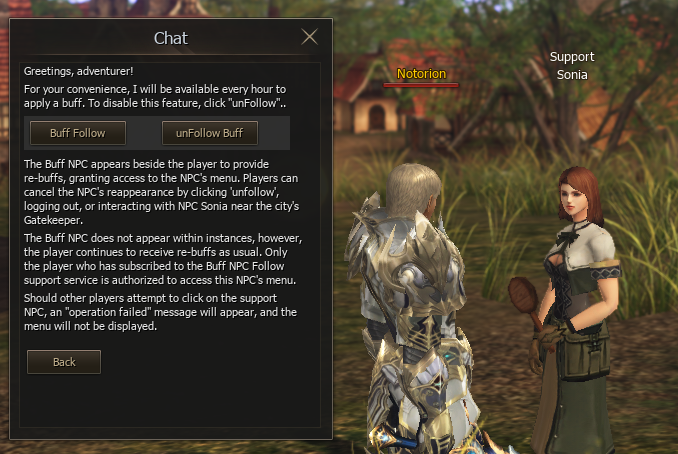 Chat
Greetings, adventurer!
For your convenience, I will be available every hour to
apply a buff. To disable this feature, click "unFollow"..
Buff Follow
unFollow Buff
The Buff NPC appears beside the player to provide
re-buffs, granting access to the NPC's menu. Players can
cancel the NPC's reappearance by clicking 'unfollow',
logging out, or interacting with NPC Sonia near the city's
Gatekeeper.
The Buff NPC does not appear within instances, however,
the player continues to receive re-buffs as usual. Only
the player who has subscribed to the Buff NPC Follow
support service is authorized to access this NPC's menu.
Should other players attempt to click on the support
NPC, an "operation failed" message will appear, and the
menu will not be displayed.
Back
Notorion
Support
Sonia